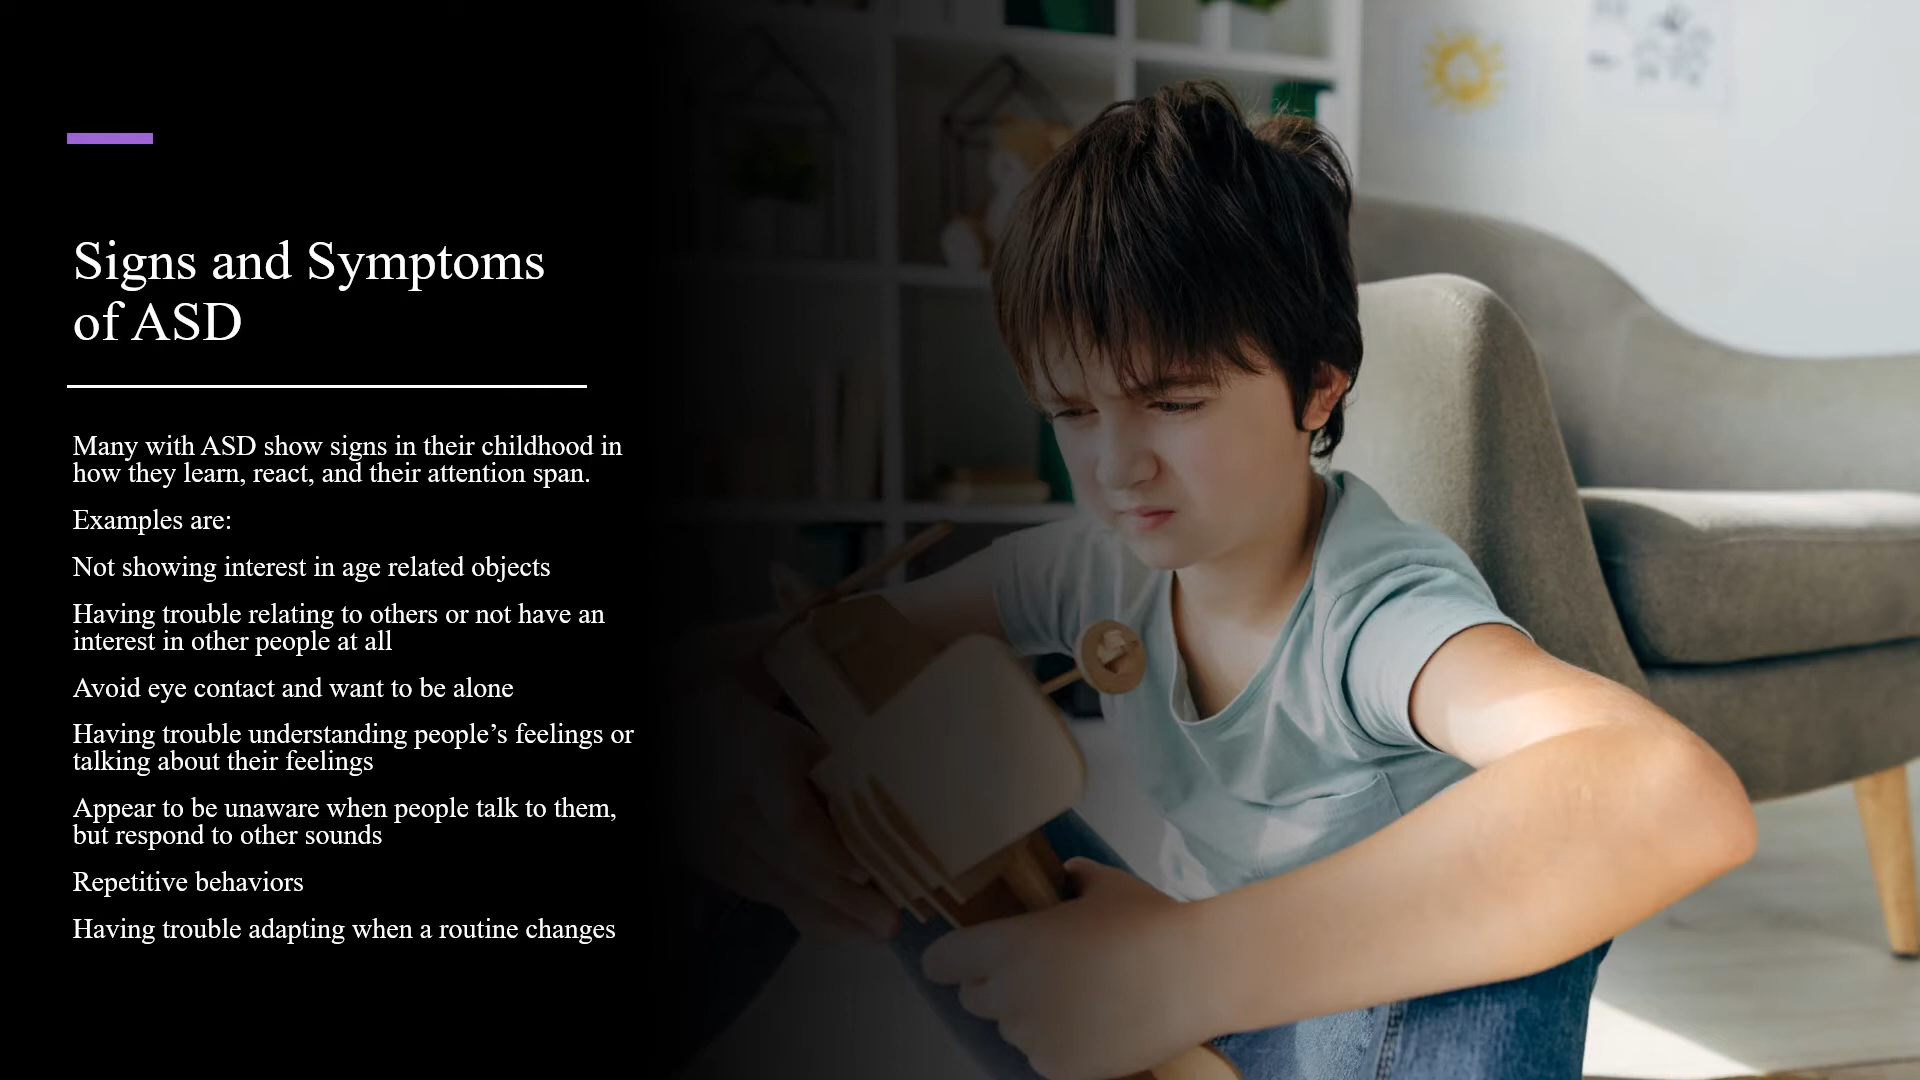 Signs and Symptoms
of ASD
Many with ASD show signs in their childhood in
how they learn, react, and their attention span.
Examples are:
Not showing interest in age related objects
Having trouble relating to others or not have an
interest in other people at all
Avoid eye contact and want to be alone
Having trouble understanding people’s feelings or
talking about their feelings
Appear to be unaware when people talk to them,
but respond to other sounds
Repetitive behaviors
Having trouble adapting when a routine changes